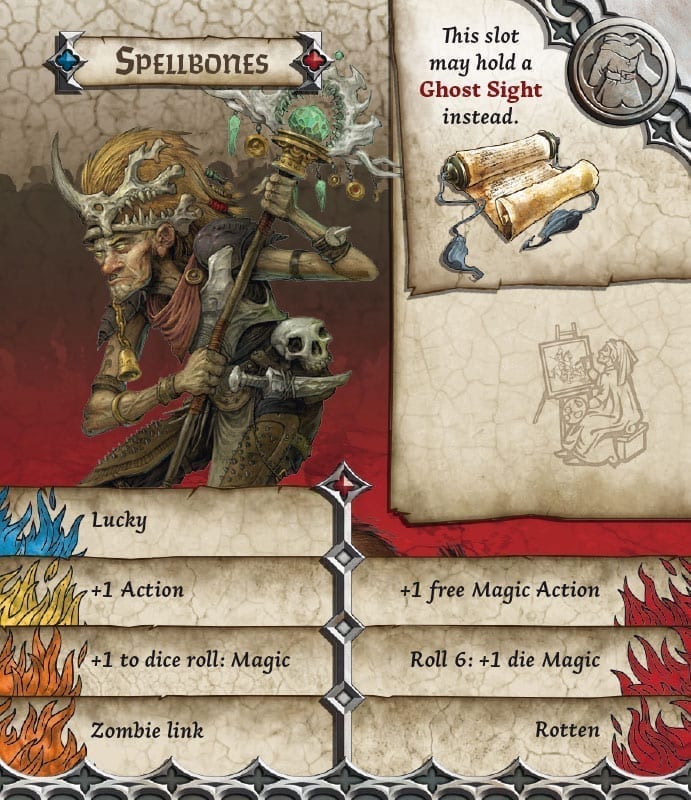 Spellbones
This slot
may hold a
Ghost Sight
instead.
Lucky
+1 Action
+1 free Magic Action
+1 to dice roll: Magic
Roll 6: +1 die Magic
Zombie link
Rotten